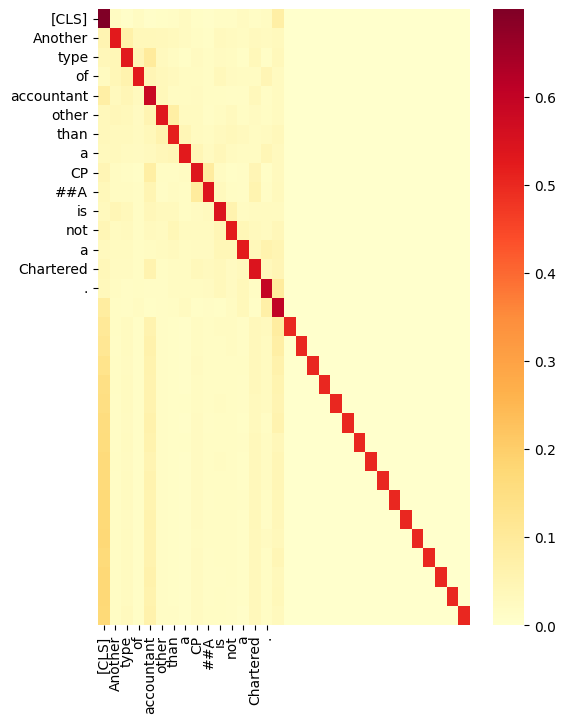 [CLS]
Another
type
of
accountant
other
than
a
CP
##A
is
not
a
Chartered
.
0.6
0.5
0.4
0.3
0.2
0.1
0.0
[CLS]
Another
type
of
accountant
other
than
a
CP
##A
is
not
a
Chartered
.